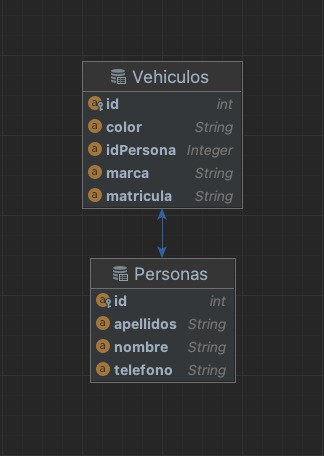 Vehiculos
id int
color String
idPersona Integer
marca String
matricula String
Personas
id int
apellidos String
nombre String
telefono String